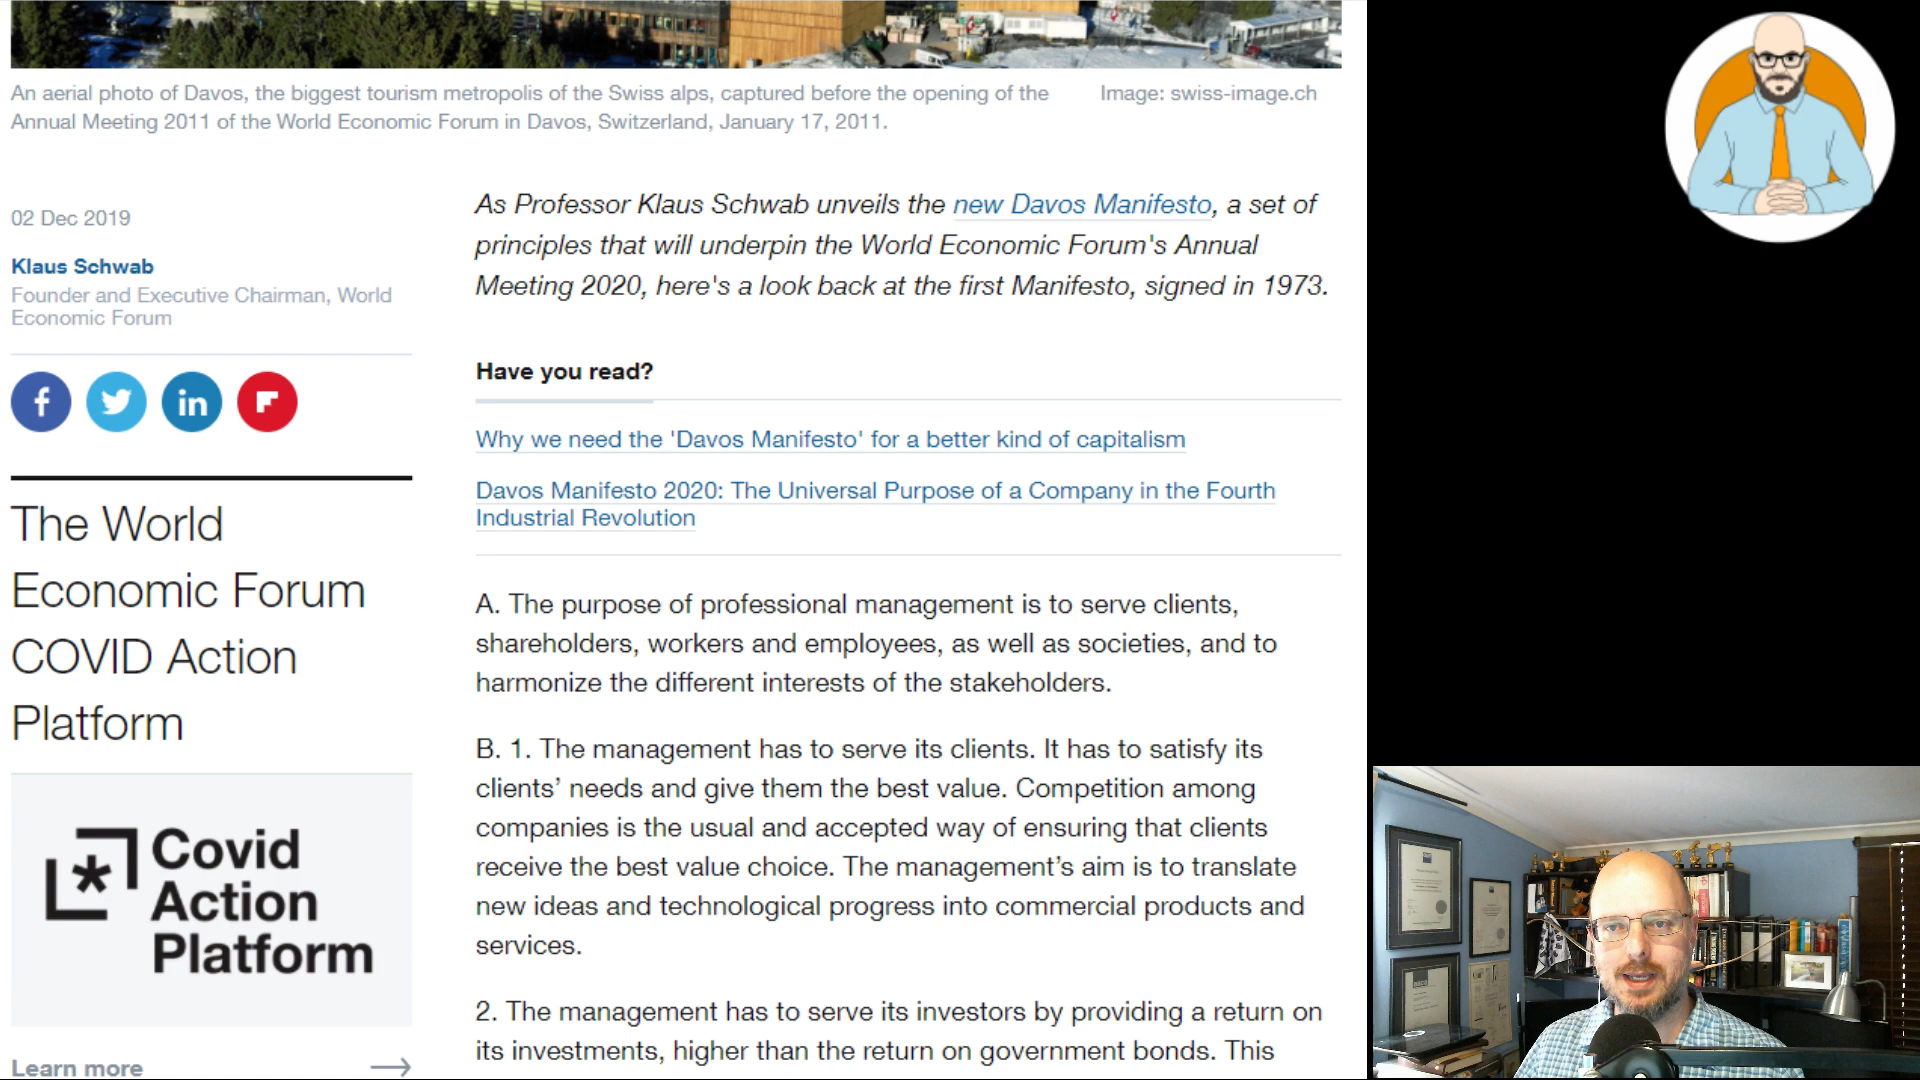 An aerial photo of Davos, the biggest tourism metropolis of the Swiss alps, captured before the opening of the
Annual Meeting 2011 of the World Economic Forum in Davos, Switzerland, January 17, 2011.
Image: swiss-image.ch
02 Dec 2019
Klaus Schwab
Founder and Executive Chairman, World
Economic Forum
The World
Economic Forum
COVID Action
Platform
Covid
Action
Platform
Learn more
As Professor Klaus Schwab unveils the new Davos Manifesto, a set of
principles that will underpin the World Economic Forum's Annual
Meeting 2020, here's a look back at the first Manifesto, signed in 1973.
Have you read?
Why we need the 'Davos Manifesto' for a better kind of capitalism
Davos Manifesto 2020: The Universal Purpose of a Company in the Fourth
Industrial Revolution
A. The purpose of professional management is to serve clients,
shareholders, workers and employees, as well as societies, and to
harmonize the different interests of the stakeholders.
B. 1. The management has to serve its clients. It has to satisfy its
clients’ needs and give them the best value. Competition among
companies is the usual and accepted way of ensuring that clients
receive the best value choice. The management’s aim is to translate
new ideas and technological progress into commercial products and
services.
2. The management has to serve its investors by providing a return on
its investments, higher than the return on government bonds. This